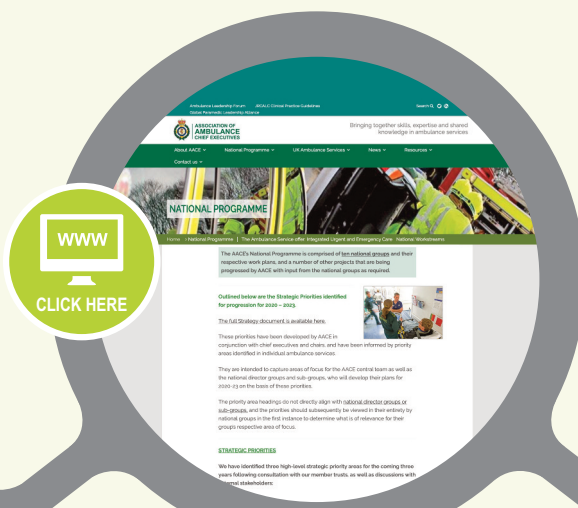 Ambulance Leadership Forum JRCALC Clinical Practice Guidelines Search
Global Paramedic Leadership Alliance
ASSOCIATION OF
AMBULANCE
CHIEF EXECUTIVES
Bringing together skills, expertise and shared
knowledge in ambulance services
About AACE National Programme UK Ambulance Services News Resources
Contact us
NATIONAL PROGRAMME
Home | National Programme | The Ambulance Service offer: Integrated Urgent and Emergency Care National Workstreams
WWW
CLICK HERE
The AACE's National Programme is comprised of ten national groups and their
respective work plans, and a number of other projects that are being
progressed by AACE with input from the national groups as required.
Outlined below are the Strategic Priorities identified
for progression for 2020 – 2023.
The full Strategy document is available here.
These priorities have been developed by AACE in
conjunction with chief executives and chairs, and have been informed by priority
areas identified in individual ambulance services.
They are intended to capture areas of focus for the AACE central team as well as
the national director groups and sub-groups, who will develop their plans for
2020-23 on the basis of these priorities.
The priority area headings do not directly align with national director groups or
sub-groups, and the priorities should subsequently be viewed in their entirely by
national groups in the first instance to determine what is of relevance for their
groups respective area of focus.
STRATEGIC PRIORITIES
We have identified three high-level strategic priority areas for the coming three
years following consultation with our member trusts, as well as discussions with
stakeholders: